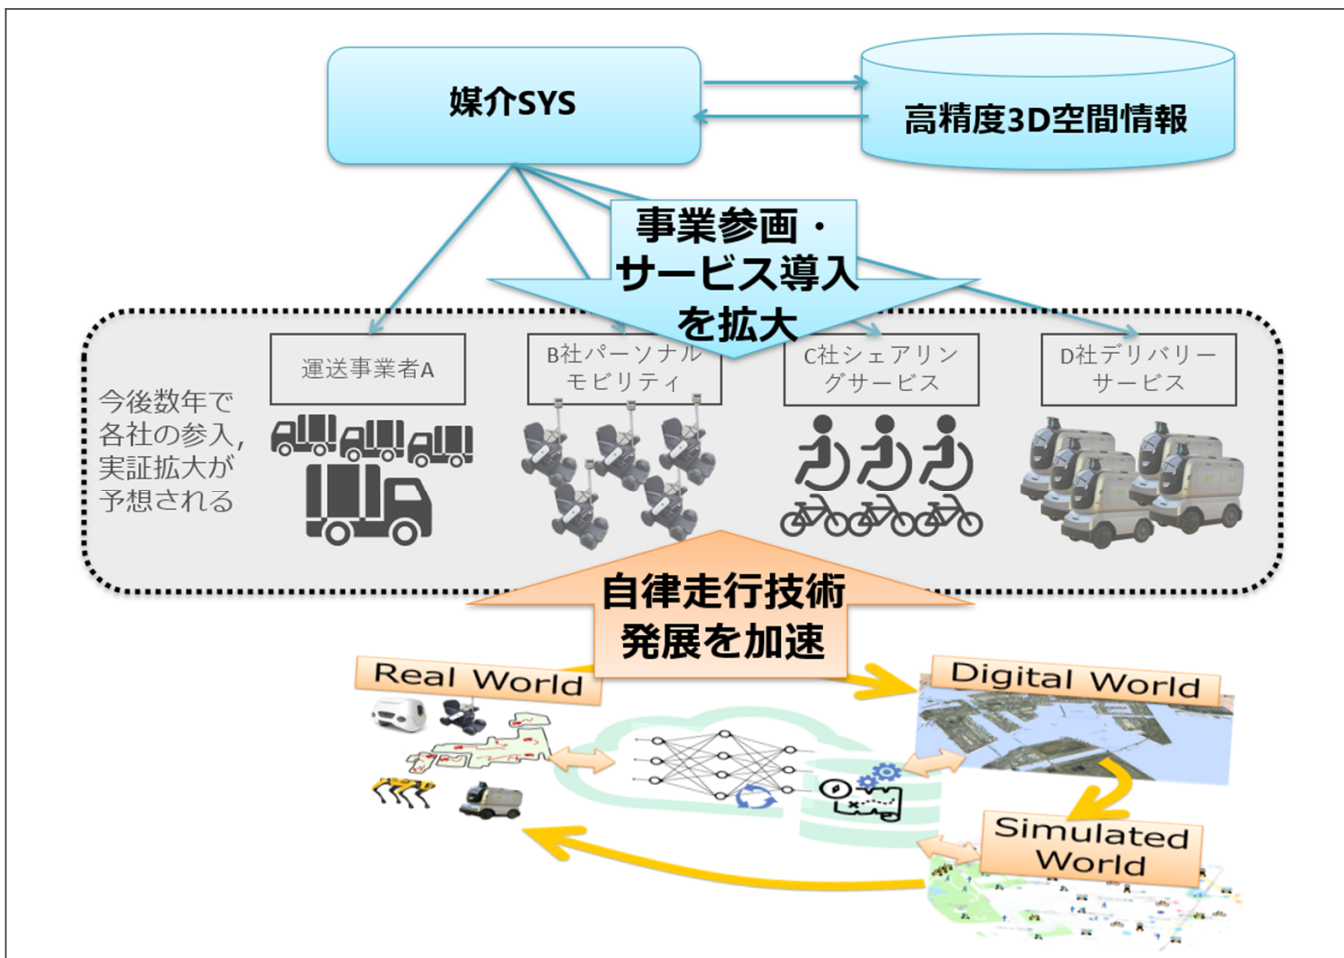 媒介SYS
高精度3D空間情報
事業参画・
サービス導入
を拡大
運送事業者A
B社パーソナル
モビリティ
C社シェアリン
グサービス
D社デリバリー
サービス
今後数年で
各社の参入,
実証拡大が
予想される
自律走行技術
発展を加速
Real World
Digital World
Simulated
World